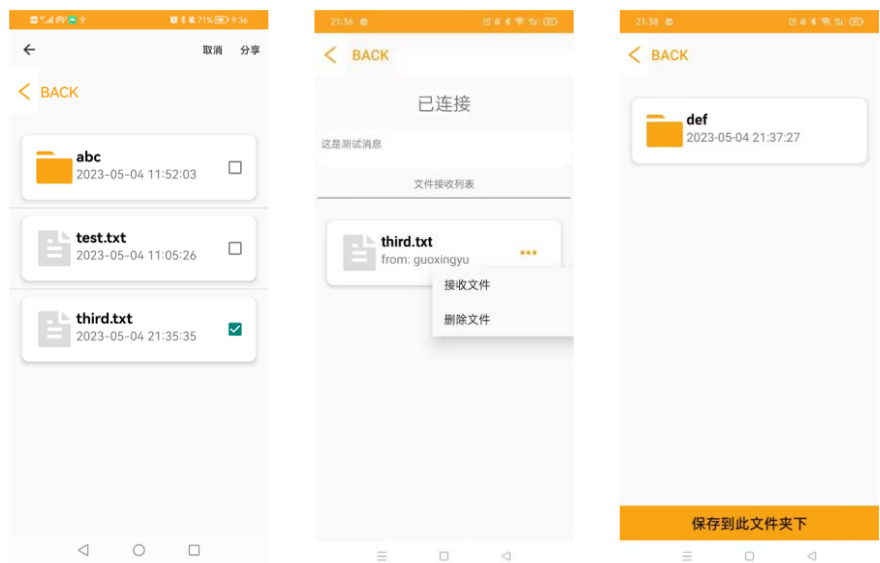 71% 9:36
取消 分享
BACK
abc
2023-05-04 11:52:03
test.txt
2023-05-04 11:05:26
third.txt
2023-05-04 21:35:35
21:56
BACK
已连接
这是测试消息
文件接收列表
third.txt
from: guoxingyu
接收文件
删除文件
21:58
BACK
def
2023-05-04 21:37:27
保存到此文件夹下